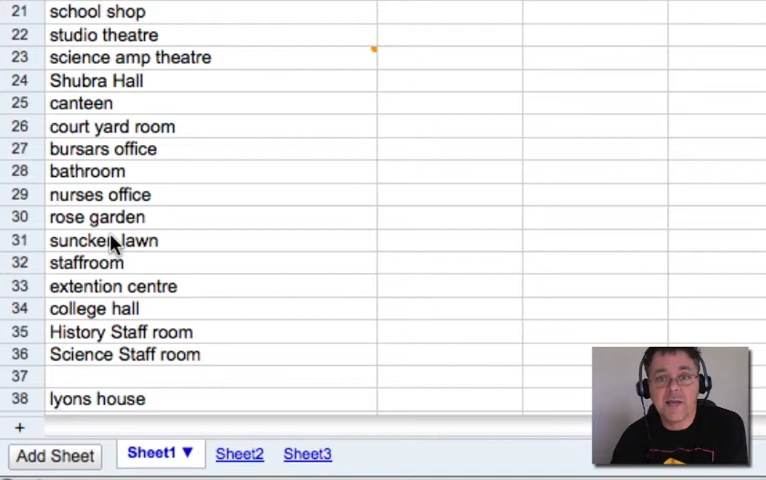 21 school shop
22 studio theatre
23 science amp theatre
24 Shubra Hall
25 canteen
26 court yard room
27 bursars office
28 bathroom
29 nurses office
30 rose garden
31 suncken lawn
32 staffroom
33 extention centre
34 college hall
35 History Staff room
36 Science Staff room
37
38 lyons house
+
Add Sheet Sheet1 ▼ Sheet2 Sheet3